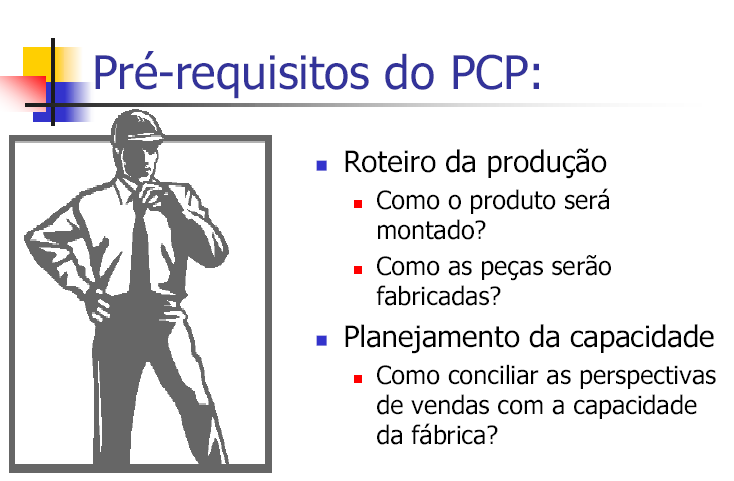 Pré-requisitos do PCP:
Roteiro da produção
Como o produto será
montado?
Como as peças serão
fabricadas?
Planejamento da capacidade
Como conciliar as perspectivas
de vendas com a capacidade
da fábrica?